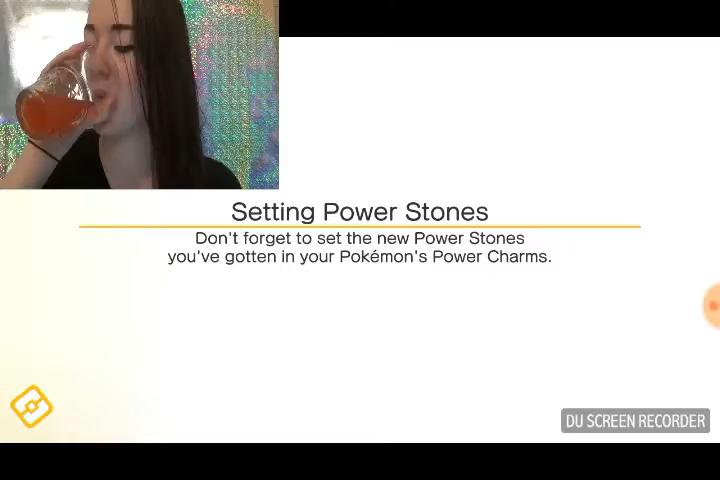 Setting Power Stones
Don't forget to set the new Power Stones
you've gotten in your Pokémon's Power Charms.
DU SCREEN RECORDER